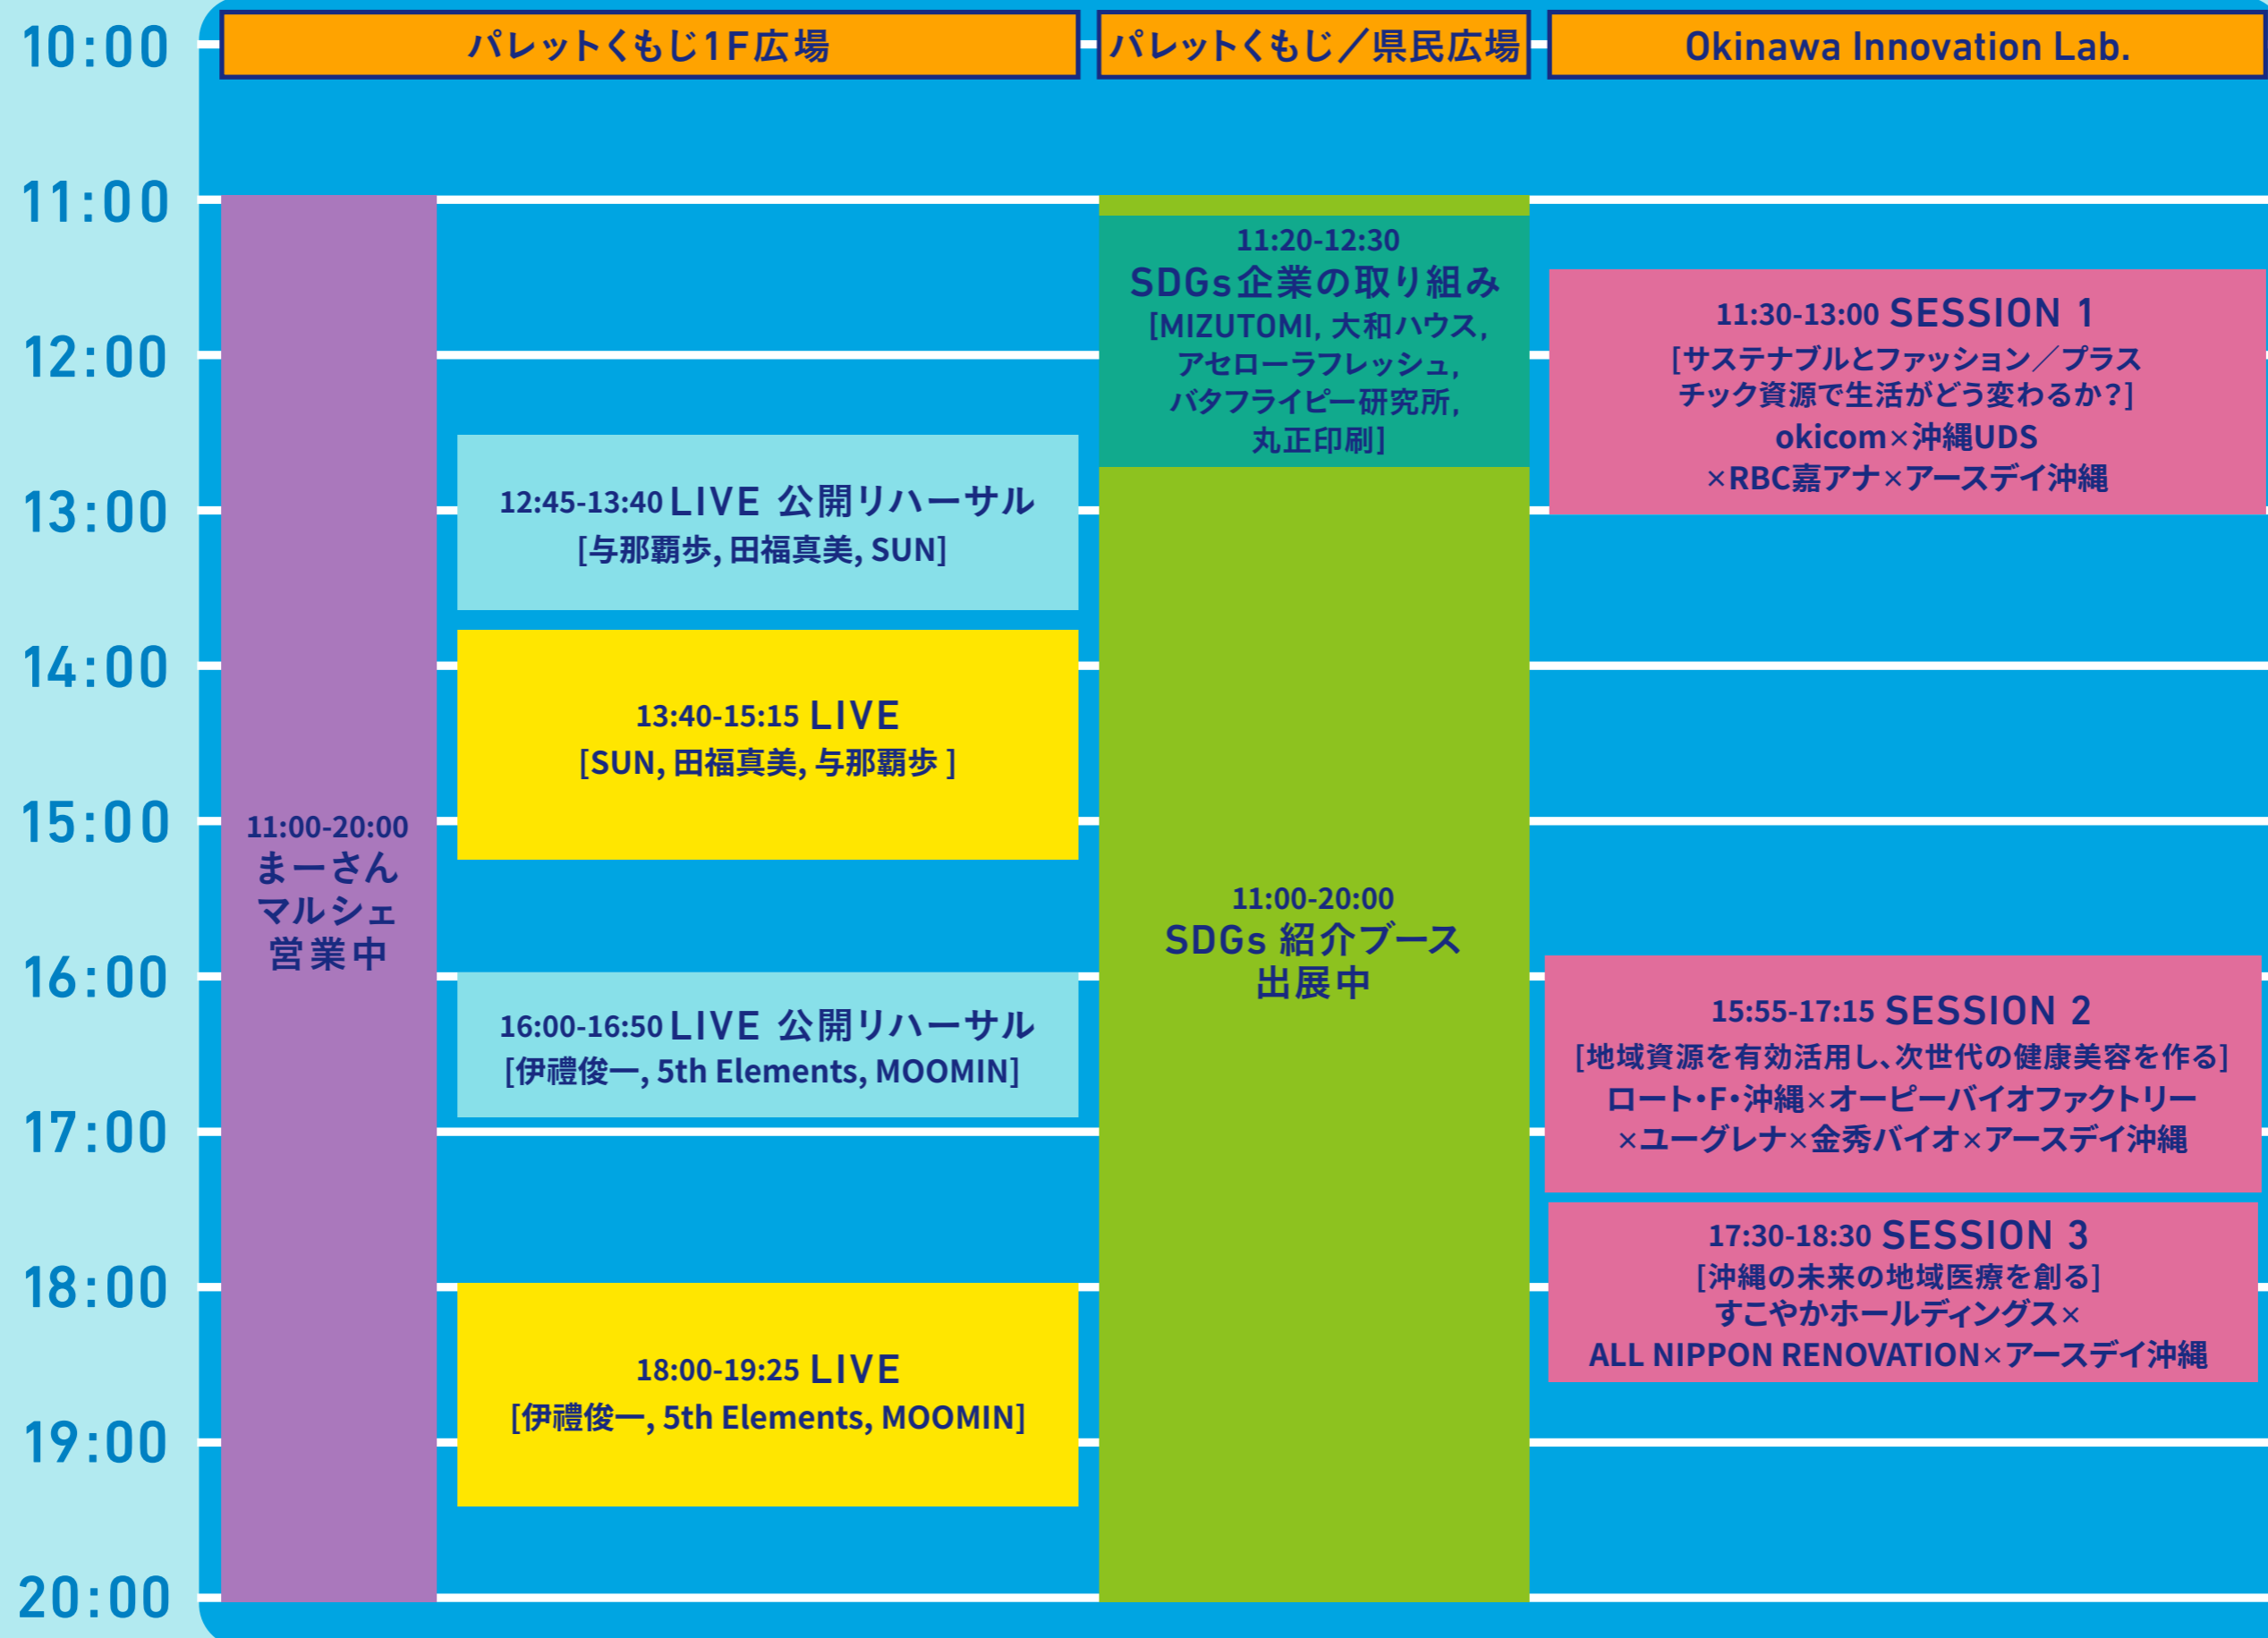 パレットくもじ1F広場
パレットくもじ／県民広場
Okinawa Innovation Lab.
10:00
11:00
12:00
13:00
14:00
15:00
16:00
17:00
18:00
19:00
20:00
11:00-20:00
まーさん
マルシェ
営業中
12:45-13:40 LIVE 公開リハーサル
[与那覇歩, 田福真美, SUN]
13:40-15:15 LIVE
[SUN, 田福真美, 与那覇歩 ]
16:00-16:50 LIVE 公開リハーサル
[伊禮俊一, 5th Elements, MOOMIN]
18:00-19:25 LIVE
[伊禮俊一, 5th Elements, MOOMIN]
11:20-12:30
SDGs企業の取り組み
[MIZUTOMI, 大和ハウス,
アセローラフレッシュ,
バタフライピー研究所,
丸正印刷]
11:00-20:00
SDGs 紹介ブース
出展中
11:30-13:00 SESSION 1
[サステナブルとファッション／プラス
チック資源で生活がどう変わるか？]
okicom×沖縄UDS
×RBC嘉アナ×アースデイ沖縄
15:55-17:15 SESSION 2
[地域資源を有効活用し、次世代の健康美容を作る]
ロート・F・沖縄×オーピーバイオファクトリー
×ユーグレナ×金秀バイオ×アースデイ沖縄
17:30-18:30 SESSION 3
[沖縄の未来の地域医療を創る]
すこやかホールディングス×
ALL NIPPON RENOVATION×アースデイ沖縄